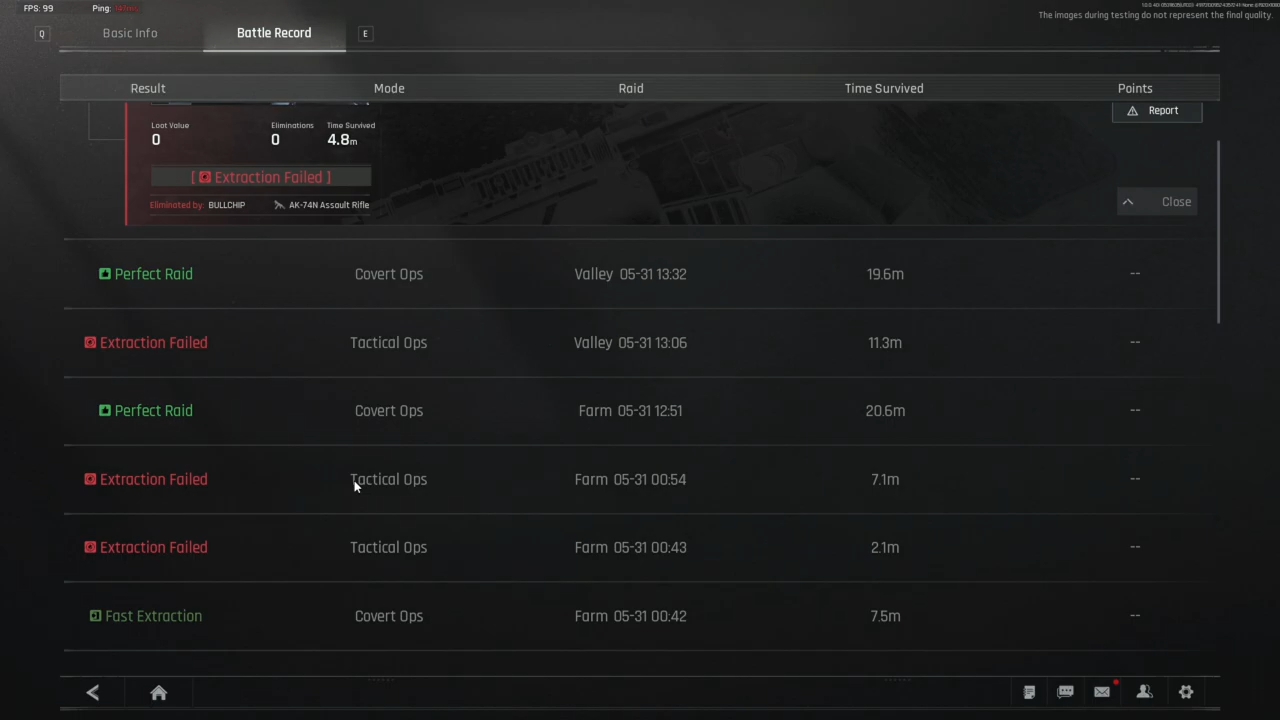 FPS: 99 Ping:
The images during testing do not represent the final quality.
Q Basic Info Battle Record E
Result Mode Raid Time Survived Points
Report
Loot Value Eliminations Time Survived
0 0 4.8m
[ Extraction Failed ]
Close
Eliminated by: BULLCHIP AK-74N Assault Rifle
Perfect Raid Covert Ops Valley 05-31 13:32 19.6m --
Extraction Failed Tactical Ops Valley 05-31 13:06 11.3m --
Perfect Raid Covert Ops Farm 05-31 12:51 20.6m --
Extraction Failed Tactical Ops Farm 05-31 00:54 7.1m --
Extraction Failed Tactical Ops Farm 05-31 00:43 2.1m --
Fast Extraction Covert Ops Farm 05-31 00:42 7.5m --